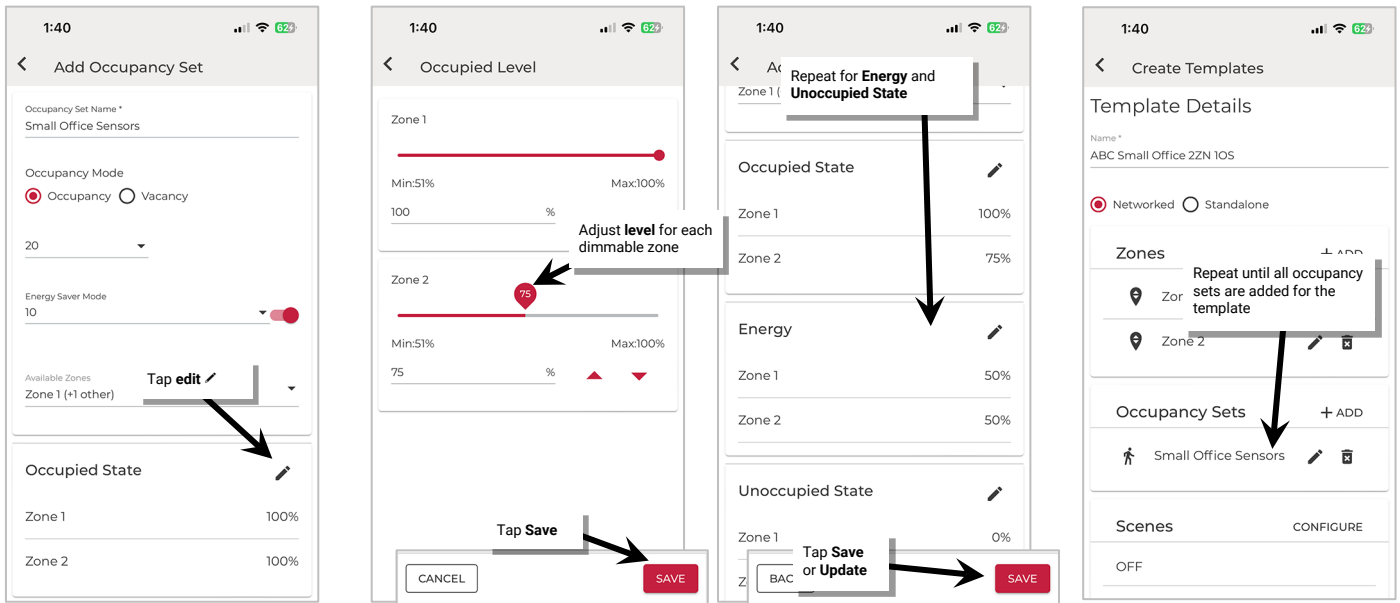 1:40
62
Add Occupancy Set
Occupancy Set Name *
Small Office Sensors
Occupancy Mode
Occupancy
Vacancy
20
Energy Saver Mode
10
Available Zones
Zone 1 (+1 other)
Tap edit
Occupied State
Zone 1 100%
Zone 2 100%
1:40
62
Occupied Level
Zone 1
Min:51% Max:100%
100 %
Adjust level for each
dimmable zone
Zone 2
75
Min:51% Max:100%
75 %
Tap Save
CANCEL
SAVE
1:40
62
Repeat for Energy and
Unoccupied State
Zone 1
Occupied State
Zone 1 100%
Zone 2 75%
Energy
Zone 1 50%
Zone 2 50%
Unoccupied State
Zone 1 0%
Tap Save
or Update
SAVE
1:40
62
Create Templates
Template Details
Name *
ABC Small Office 2ZN 1OS
Networked
Standalone
Zones + ADD
Repeat until all occupancy
sets are added for the
template
Zone 2
Occupancy Sets + ADD
Small Office Sensors
Scenes CONFIGURE
OFF